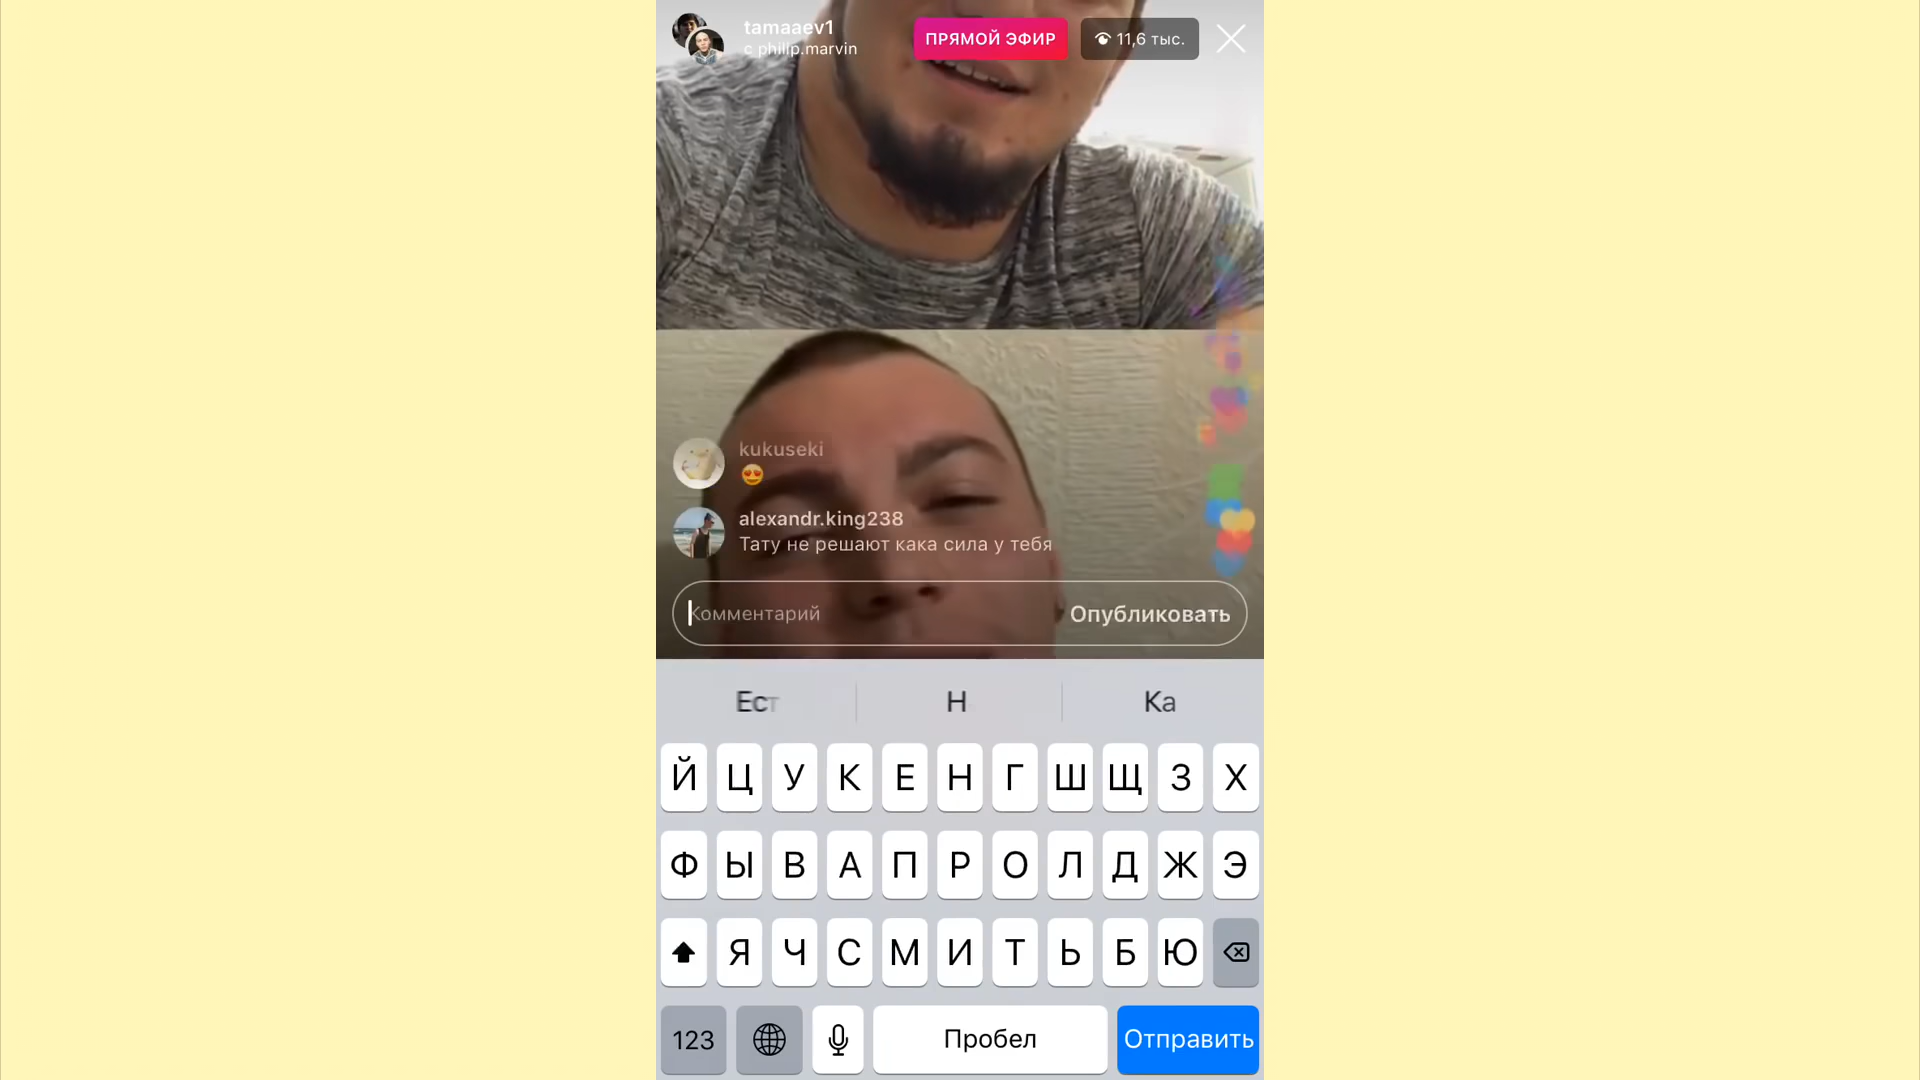 tamaaev1
с philip.marvin
ПРЯМОЙ ЭФИР
11,6 тыс.
kukuseki
😍
alexandr.king238
Тату не решают кака сила у тебя
Комментарий
Опубликовать
Ест
Н
Ка
Й Ц У К Е Н Г Ш Щ З Х
Ф Ы В А П Р О Л Д Ж Э
Я Ч С М И Т Ь Б Ю
123
Пробел
Отправить